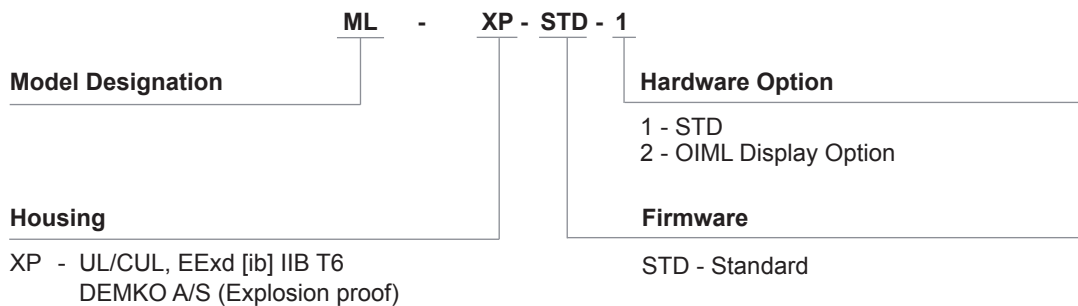 ML - XP - STD - 1
Model Designation
Hardware Option
1 - STD
2 - OIML Display Option
Housing
Firmware
XP - UL/CUL, EExd [ib] IIB T6
DEMKO A/S (Explosion proof)
STD - Standard